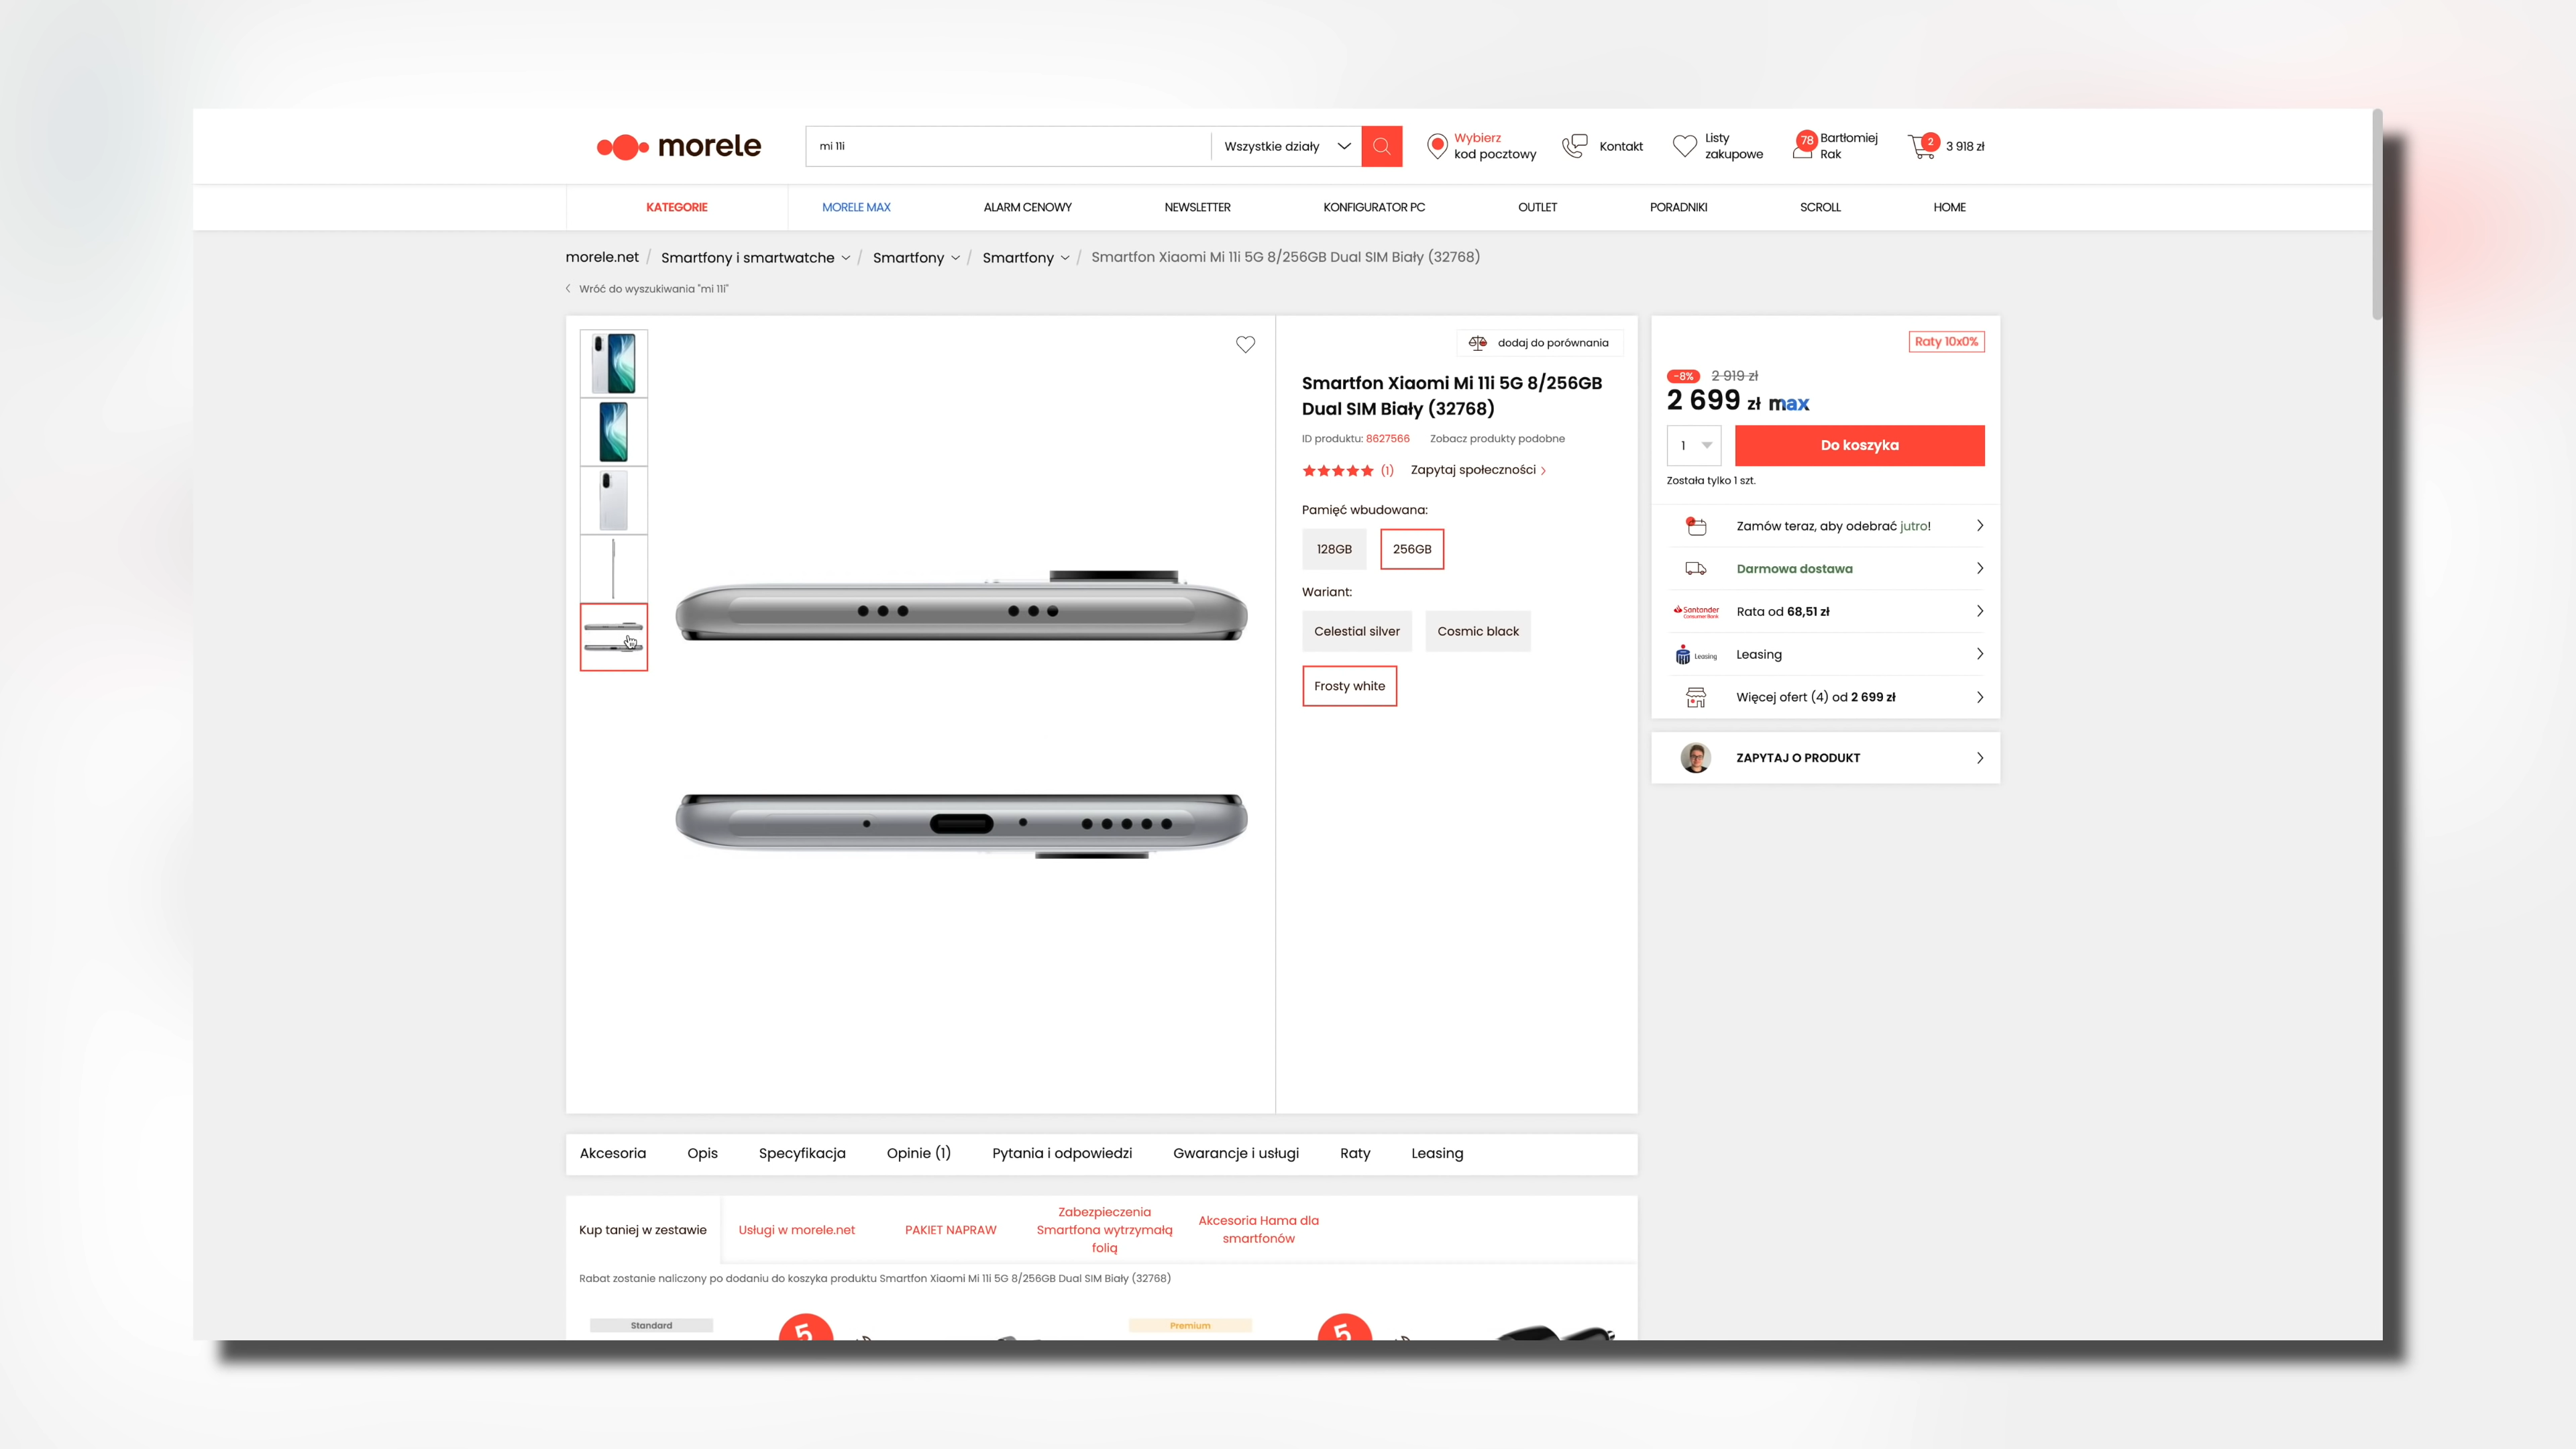 morele
mi 11i
Wszystkie działy
Wybierz
kod pocztowy
Kontakt
Listy
zakupowe
78
Bartłomiej
Rak
2
3 918 zł
KATEGORIE
MORELE MAX
ALARM CENOWY
NEWSLETTER
KONFIGURATOR PC
OUTLET
PORADNIKI
SCROLL
HOME
morele.net / Smartfony i smartwatche / Smartfony / Smartfony / Smartfon Xiaomi Mi 11i 5G 8/256GB Dual SIM Biały (32768)
Wróć do wyszukiwania "mi 11i"
dodaj do porównania
Smartfon Xiaomi Mi 11i 5G 8/256GB
Dual SIM Biały (32768)
ID produktu: 8627566
Zobacz produkty podobne
(1)
Zapytaj społeczności
Pamięć wbudowana:
128GB
256GB
Wariant:
Celestial silver
Cosmic black
Frosty white
Raty 10x0%
-8%
2 919 zł
2 699 zł max
1
Do koszyka
Została tylko 1 szt.
Zamów teraz, aby odebrać jutro!
Darmowa dostawa
Santander
Consumer Bank
Rata od 68,51 zł
Leasing
Leasing
Więcej ofert (4) od 2 699 zł
ZAPYTAJ O PRODUKT
Akcesoria
Opis
Specyfikacja
Opinie (1)
Pytania i odpowiedzi
Gwarancje i usługi
Raty
Leasing
Kup taniej w zestawie
Usługi w morele.net
PAKIET NAPRAW
Zabezpieczenia
Smartfona wytrzymałą
folią
Akcesoria Hama dla
smartfonów
Rabat zostanie naliczony po dodaniu do koszyka produktu Smartfon Xiaomi Mi 11i 5G 8/256GB Dual SIM Biały (32768)
Standard
5
Premium
5